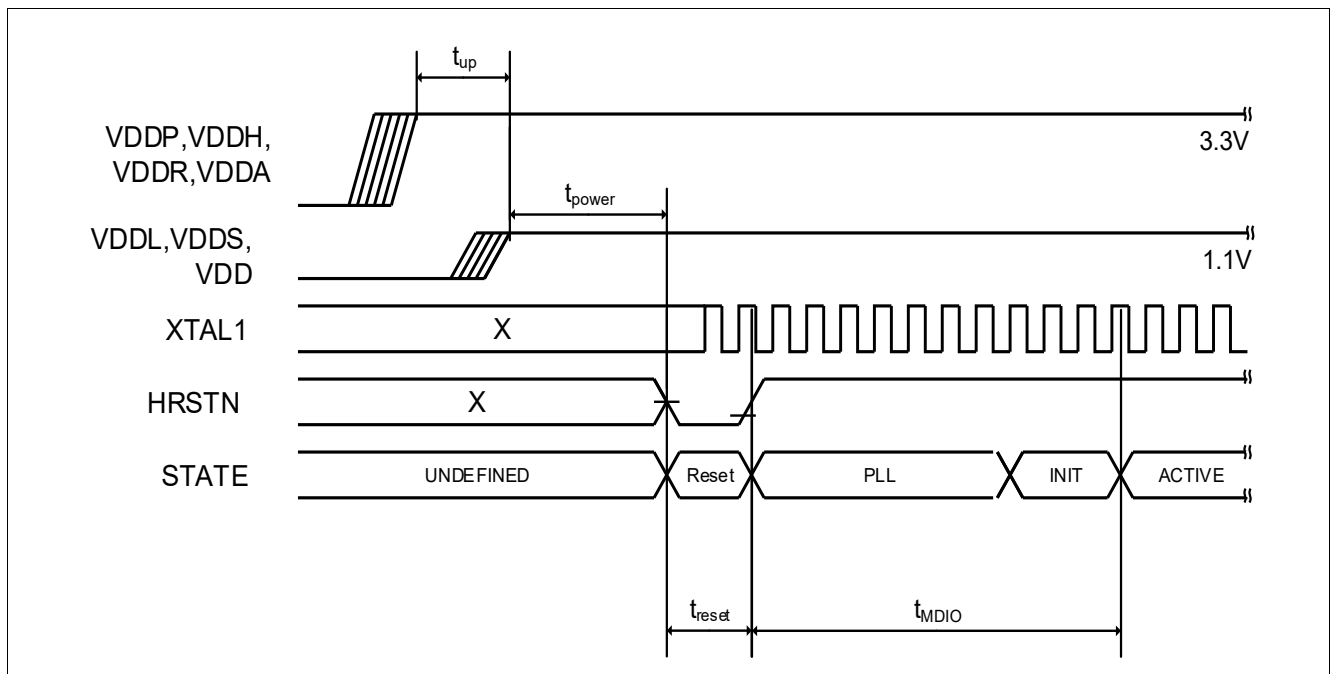 tup
VDDP,VDDH,
VDDR,VDDA
3.3V
tpower
VDDL,VDDS,
VDD
1.1V
XTAL1
X
HRSTN
X
STATE
UNDEFINED
Reset
PLL
INIT
ACTIVE
treset
tMDIO